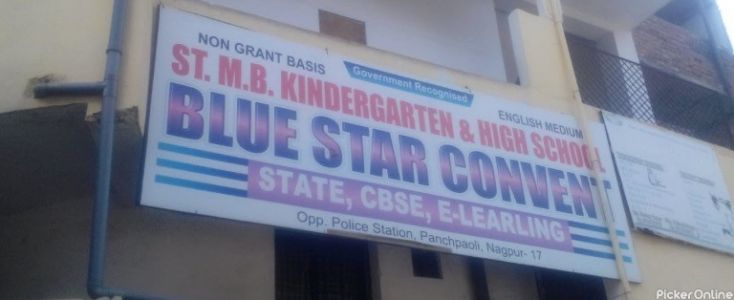 NON GRANT BASIS
Government Recognised
ENGLISH MEDIUM
ST. M.B. KINDERGARTEN & HIGH SCHOOL
BLUE STAR CONVENT
STATE, CBSE, E-LEARLING
Opp. Police Station, Panchpaoli, Nagpur- 17
PickerOnline